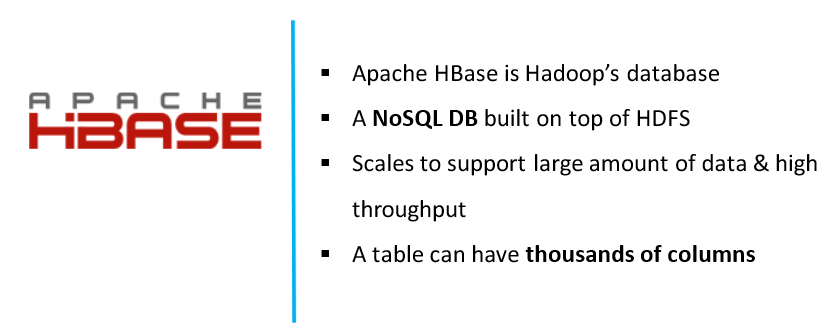 APACHE
HBASE
▪ Apache HBase is Hadoop’s database
▪ A NoSQL DB built on top of HDFS
▪ Scales to support large amount of data & high
throughput
▪ A table can have thousands of columns